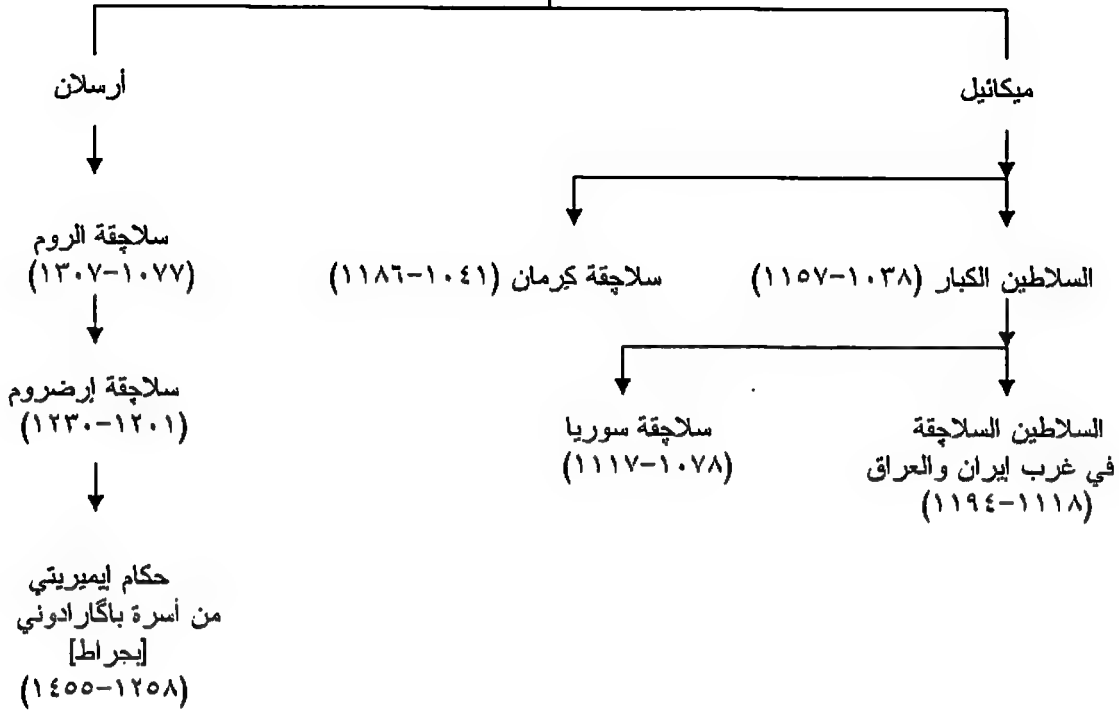 ميكائيل
أرسلان
السلاطين الكبار (١٠٣٨-١١٥٧)
سلاچقة كرمان (١٠٤١-١١٨٦)
سلاچقة الروم
(١٠٧٧-١٣٠٧)
السلاطين السلاچقة
في غرب إيران والعراق
(١١١٨-١١٩٤)
سلاچقة سوريا
(١٠٧٨-١١١٧)
سلاچقة إرضروم
(١٢٠١-١٢٣٠)
حكام إيميريتي
من أسرة باگارادوني
[بجراط]
(١٢٥٨-١٤٥٥)